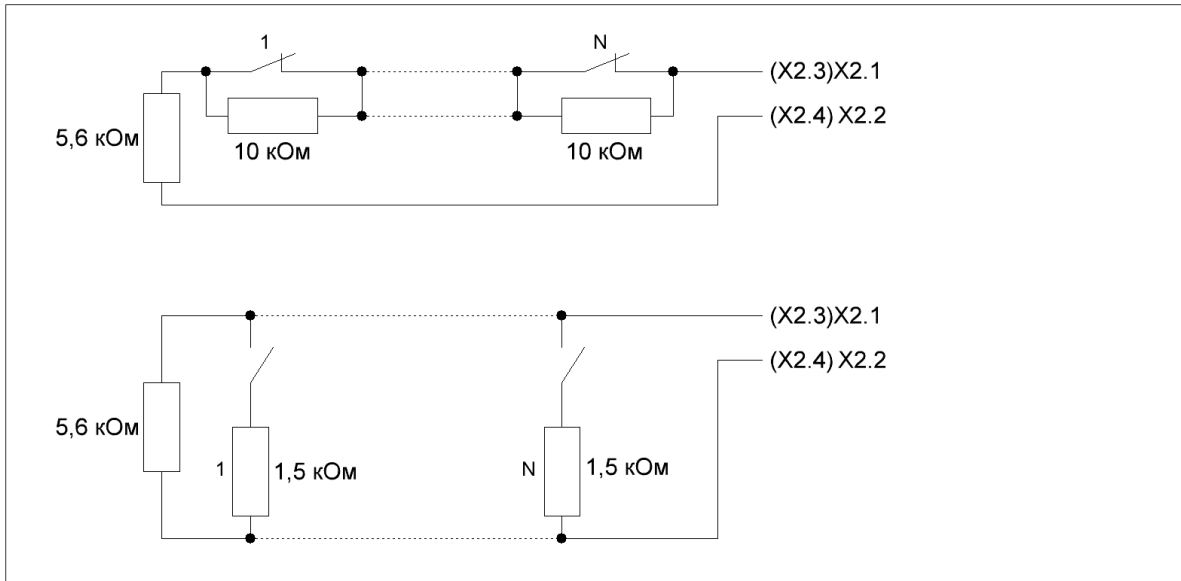 1
N
(X2.3)X2.1
(X2.4) X2.2
5,6 кОм
10 кОм
10 кОм
(X2.3)X2.1
(X2.4) X2.2
5,6 кОм
1
1,5 кОм
N
1,5 кОм